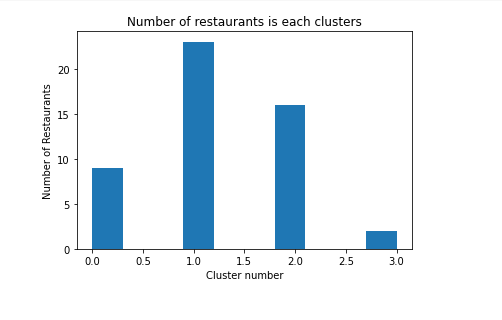 Number of restaurants is each clusters
Number of Restaurants
20
15
10
5
0
0.0 0.5 1.0 1.5 2.0 2.5 3.0
Cluster number